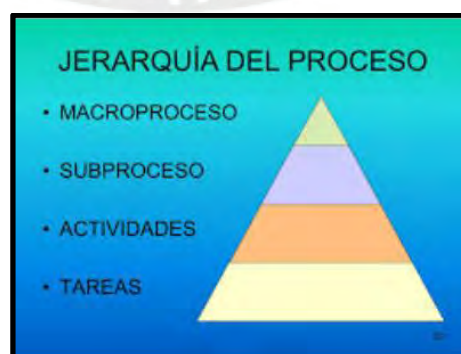 JERARQUÍA DEL PROCESO
• MACROPROCESO
• SUBPROCESO
• ACTIVIDADES
• TAREAS